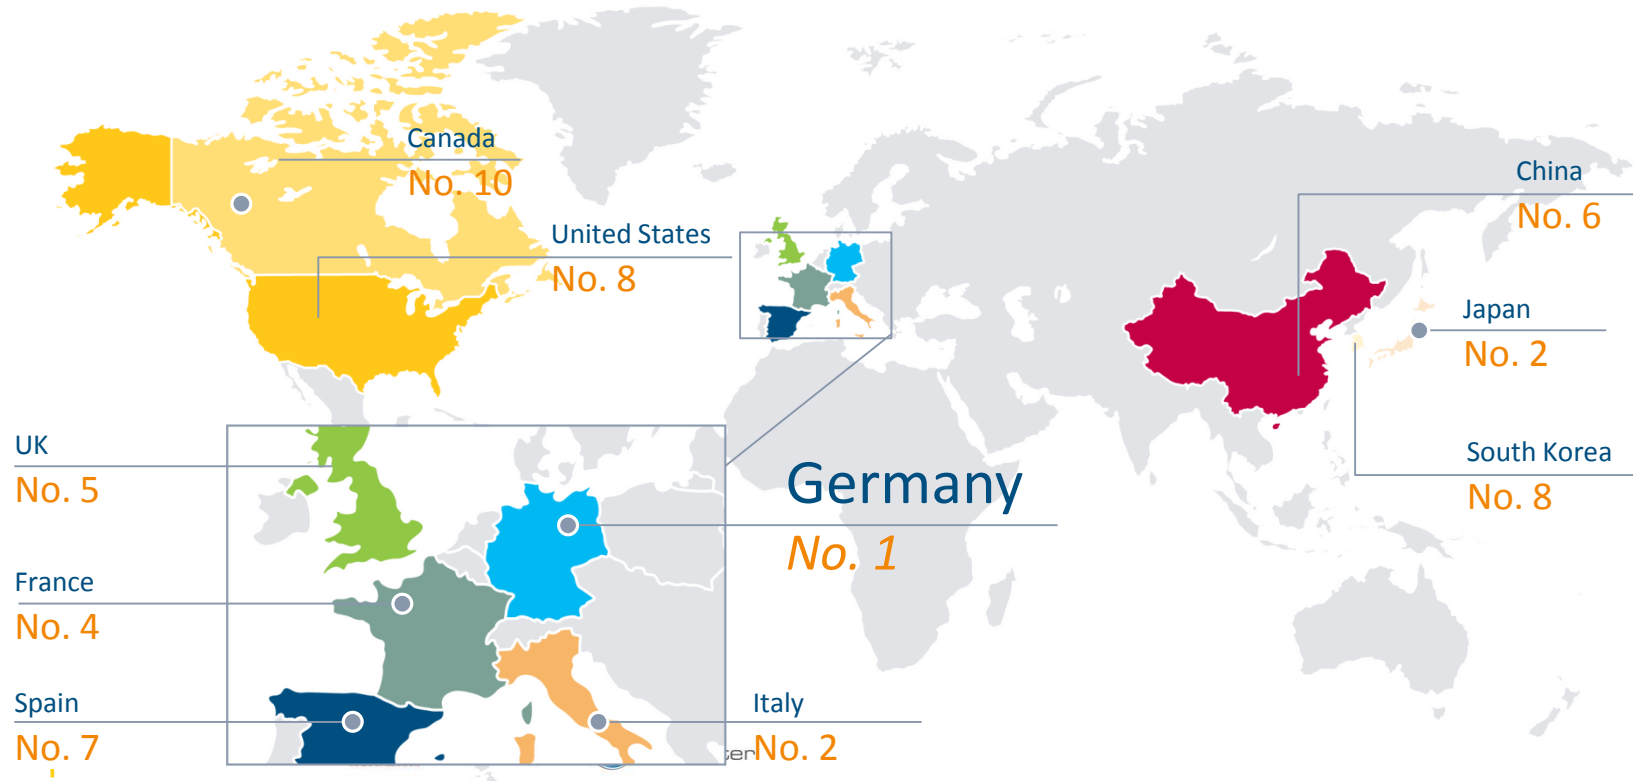 Canada
No. 10
United States
No. 8
China
No. 6
Japan
No. 2
South Korea
No. 8
UK
No. 5
Germany
No. 1
France
No. 4
Spain
No. 7
Italy
No. 2